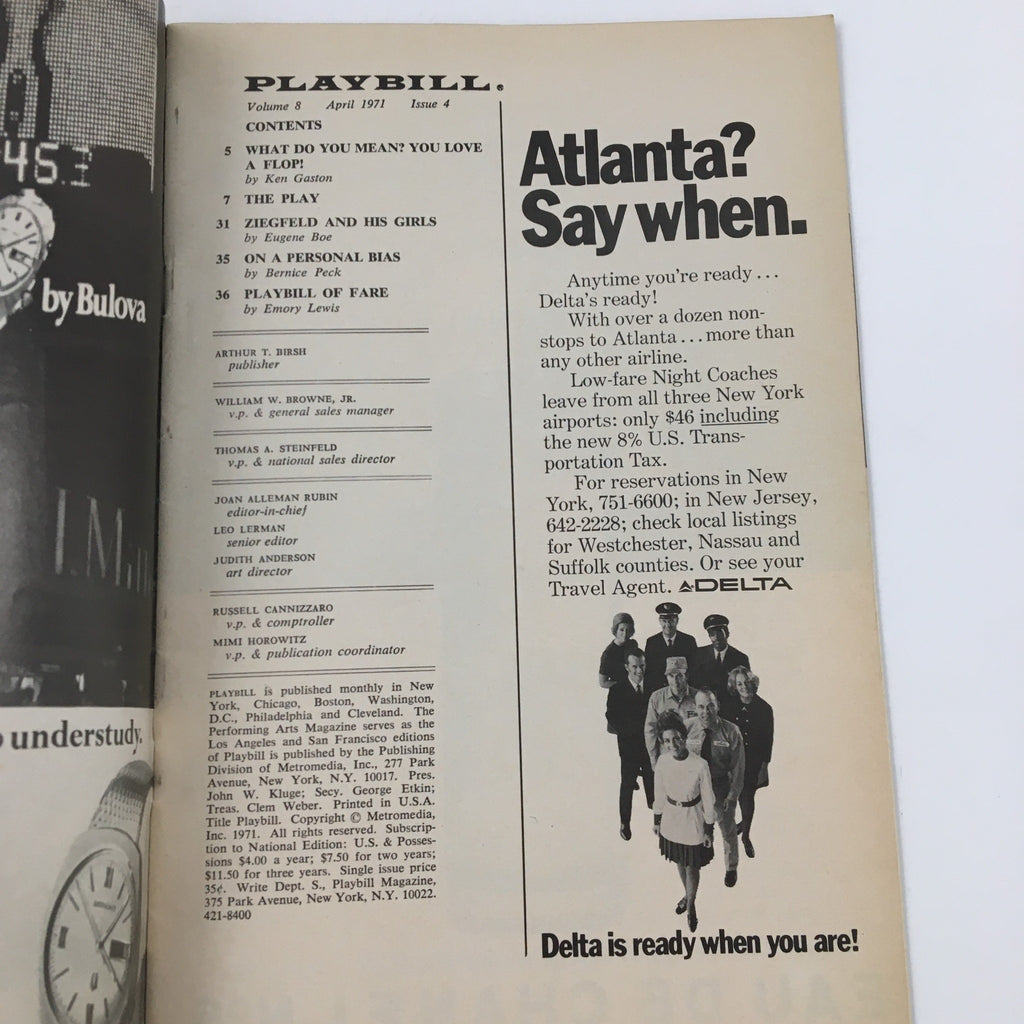 45
by Bulova
understudy.
PLAYBILL®
Volume 8 April 1971 Issue 4
CONTENTS
5 WHAT DO YOU MEAN? YOU LOVE
A FLOP!
by Ken Gaston
7 THE PLAY
31 ZIEGFELD AND HIS GIRLS
by Eugene Boe
35 ON A PERSONAL BIAS
by Bernice Peck
36 PLAYBILL OF FARE
by Emory Lewis
ARTHUR T. BIRSH
publisher
WILLIAM W. BROWNE, JR.
v.p. & general sales manager
THOMAS A. STEINFELD
v.p. & national sales director
JOAN ALLEMAN RUBIN
editor-in-chief
LEO LERMAN
senior editor
JUDITH ANDERSON
art director
RUSSELL CANNIZZARO
v.p. & comptroller
MIMI HOROWITZ
v.p. & publication coordinator
PLAYBILL is published monthly in New
York, Chicago, Boston, Washington,
D.C., Philadelphia and Cleveland. The
Performing Arts Magazine serves as the
Los Angeles and San Francisco editions
of Playbill is published by the Publishing
Division of Metromedia, Inc., 277 Park
Avenue, New York, N.Y. 10017. Pres.
John W. Kluge; Secy. George Etkin;
Treas. Clem Weber. Printed in U.S.A.
Title Playbill. Copyright © Metromedia,
Inc. 1971. All rights reserved. Subscrip-
tion to National Edition: U.S. & Posses-
sions $4.00 a year; $7.50 for two years;
$11.50 for three years. Single issue price
35¢. Write Dept. S., Playbill Magazine,
375 Park Avenue, New York, N.Y. 10022.
421-8400
Atlanta?
Say when.
Anytime you're ready...
Delta's ready!
With over a dozen non-
stops to Atlanta...more than
any other airline.
Low-fare Night Coaches
leave from all three New York
airports: only $46 including
the new 8% U.S. Trans-
portation Tax.
For reservations in New
York, 751-6600; in New Jersey,
642-2228; check local listings
for Westchester, Nassau and
Suffolk counties. Or see your
Travel Agent. DELTA
Delta is ready when you are!